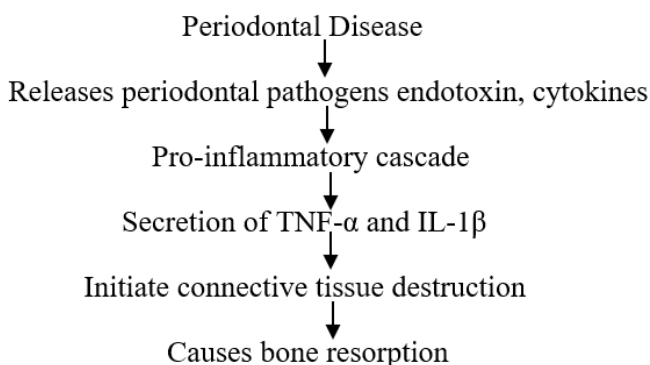 Periodontal Disease
Releases periodontal pathogens endotoxin, cytokines
Pro-inflammatory cascade
Secretion of TNF-α and IL-1β
Initiate connective tissue destruction
Causes bone resorption